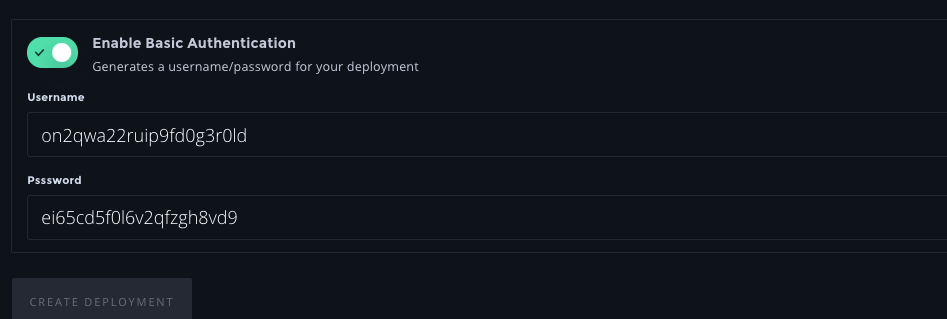 Enable Basic Authentication
Generates a username/password for your deployment
Username
on2qwa22ruip9fd0g3r0ld
Psssword
ei65cd5f0l6v2qfzgh8vd9
CREATE DEPLOYMENT